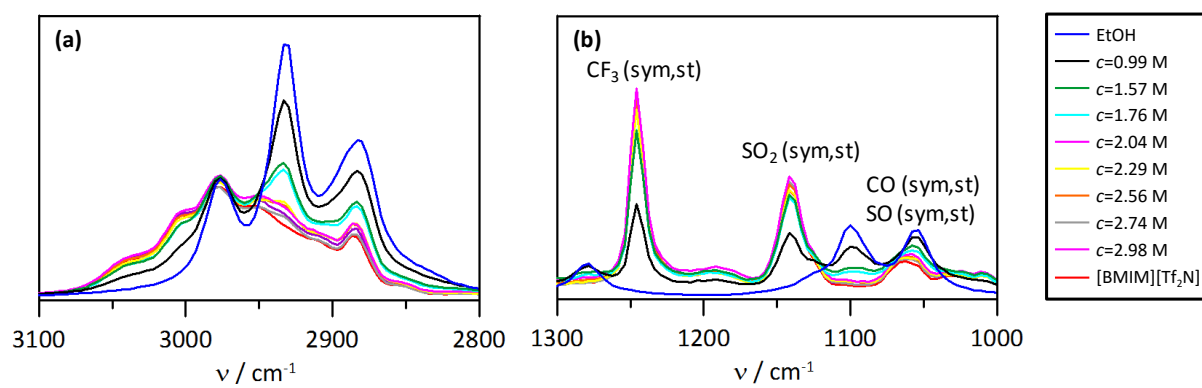 (a)
3100
3000
2900
2800
ν / cm⁻¹
(b)
CF₃ (sym,st)
SO₂ (sym,st)
CO (sym,st)
SO (sym,st)
1300
1200
1100
1000
ν / cm⁻¹
EtOH
c=0.99 M
c=1.57 M
c=1.76 M
c=2.04 M
c=2.29 M
c=2.56 M
c=2.74 M
c=2.98 M
[BMIM][Tf₂N]